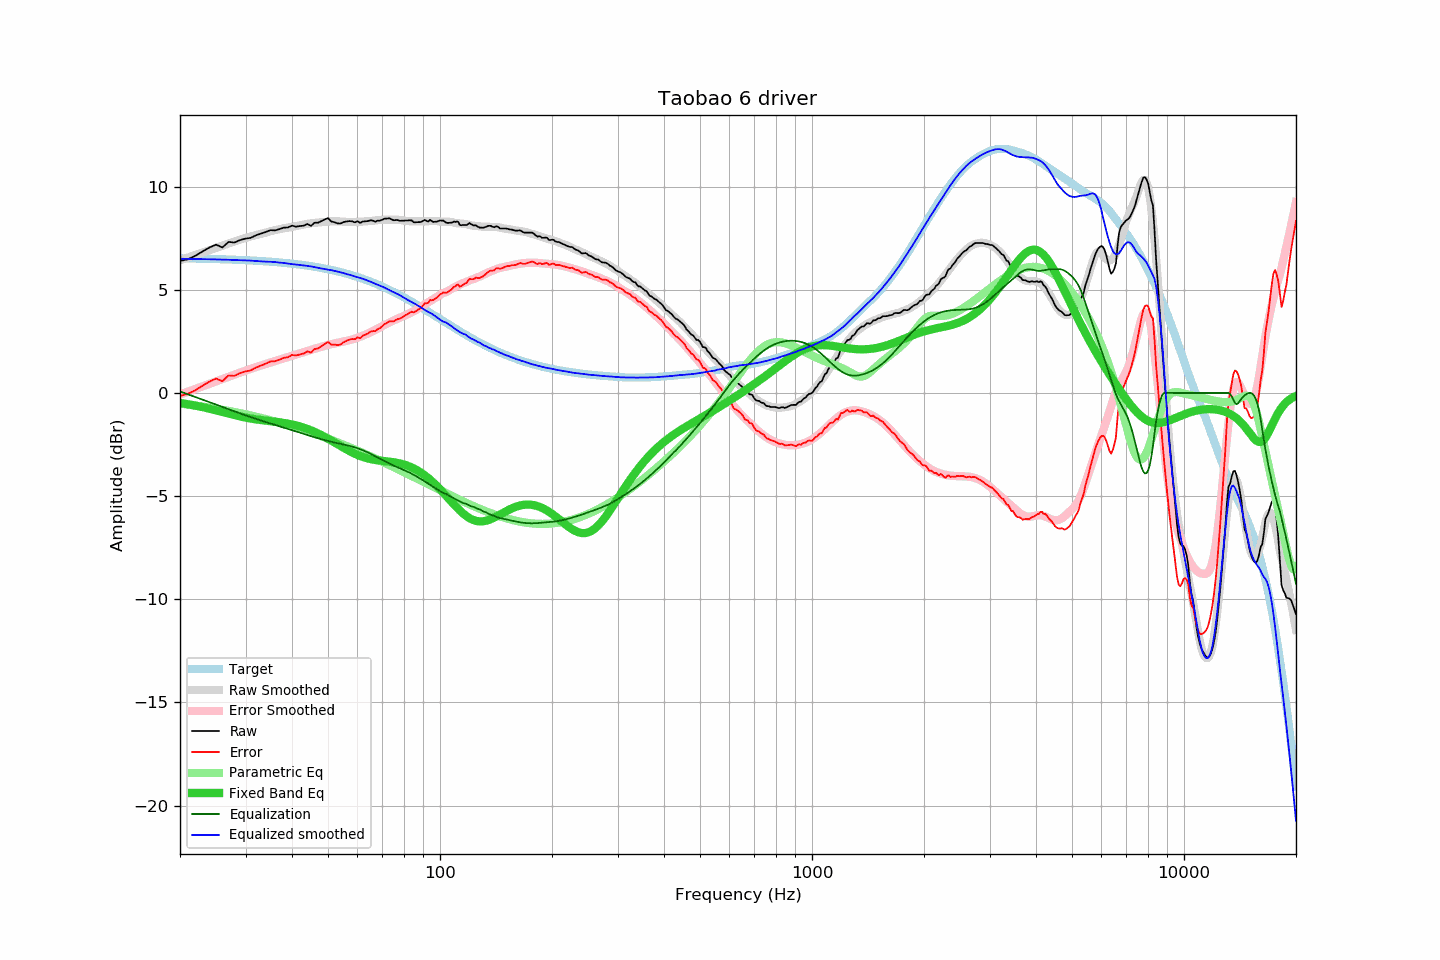 Taobao 6 driver
Amplitude (dBr)
10
5
0
−5
−10
−15
−20
Target
Raw Smoothed
Error Smoothed
Raw
Error
Parametric Eq
Fixed Band Eq
Equalization
Equalized smoothed
100
1000
10000
Frequency (Hz)